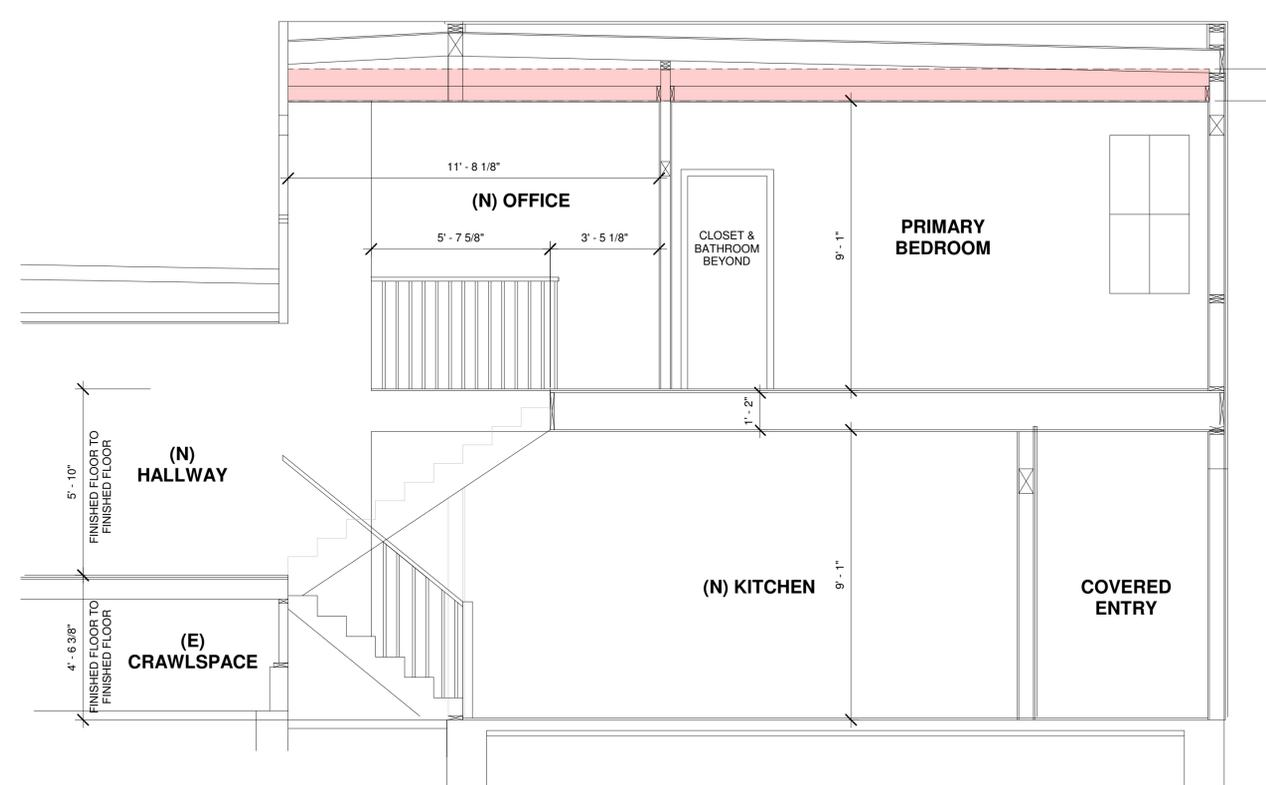 11' - 8 1/8"
(N) OFFICE
5' - 7 5/8"
3' - 5 1/8"
CLOSET &
BATHROOM
BEYOND
9' - 1"
PRIMARY
BEDROOM
1' - 2"
(N)
HALLWAY
5' - 10"
FINISHED FLOOR TO
FINISHED FLOOR
(N) KITCHEN
9' - 1"
COVERED
ENTRY
(E)
CRAWLSPACE
4' - 6 3/8"
FINISHED FLOOR TO
FINISHED FLOOR